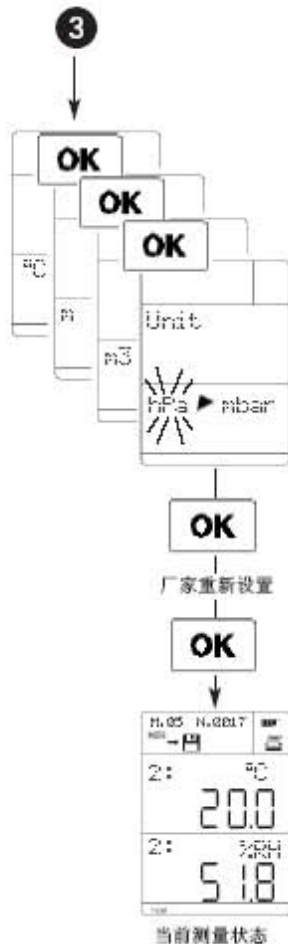 3
OK
OK
OK
°C
m
m3
Unit
hPa ▶ mbar
OK
厂家重新设置
OK
M.05 N.0017
→
2: °C
20.0
2: %RH
51.8
当前测量状态